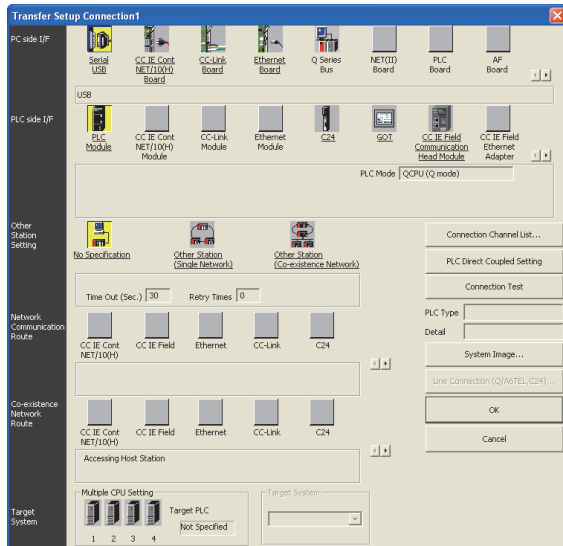 Transfer Setup Connection1
PC side I/F
Serial USB
CC IE Cont NET/10(H) Board
CC-Link Board
Ethernet Board
Q Series Bus
NET(II) Board
PLC Board
AF Board
USB
PLC side I/F
PLC Module
CC IE Cont NET/10(H) Module
CC-Link Module
Ethernet Module
C24
GOT
CC IE Field Communication Head Module
CC IE Field Ethernet Adapter
PLC Mode QCPU (Q mode)
Other Station Setting
No Specification
Other Station (Single Network)
Other Station (Co-existence Network)
Time Out (Sec.) 30 Retry Times 0
Network Communication Route
CC IE Cont NET/10(H)
CC IE Field
Ethernet
CC-Link
C24
Co-existence Network Route
CC IE Cont NET/10(H)
CC IE Field
Ethernet
CC-Link
C24
Accessing Host Station
Target System
Multiple CPU Setting
1 2 3 4
Target PLC
Not Specified
Target System
Connection Channel List...
PLC Direct Coupled Setting
Connection Test
PLC Type
Detail
System Image...
Line Connection (Q/A6TEL,C24)...
OK
Cancel